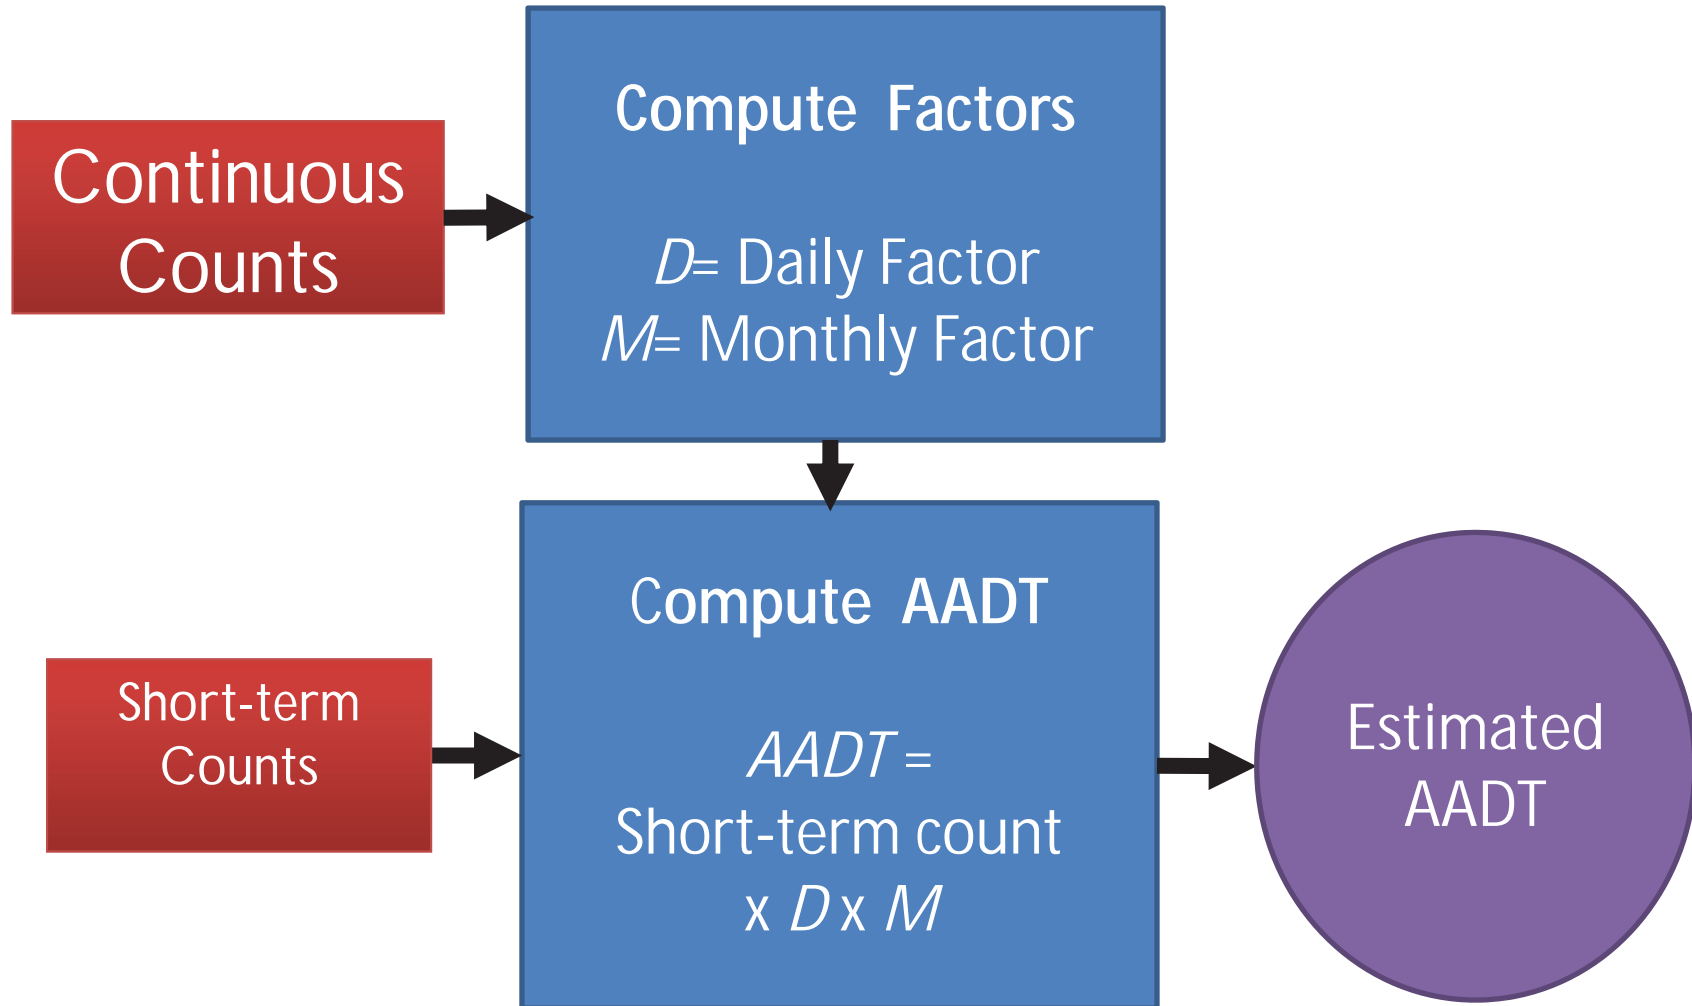 Continuous
Counts
Compute Factors
D= Daily Factor
M= Monthly Factor
Short-term
Counts
Compute AADT
AADT =
Short-term count
x D x M
Estimated
AADT